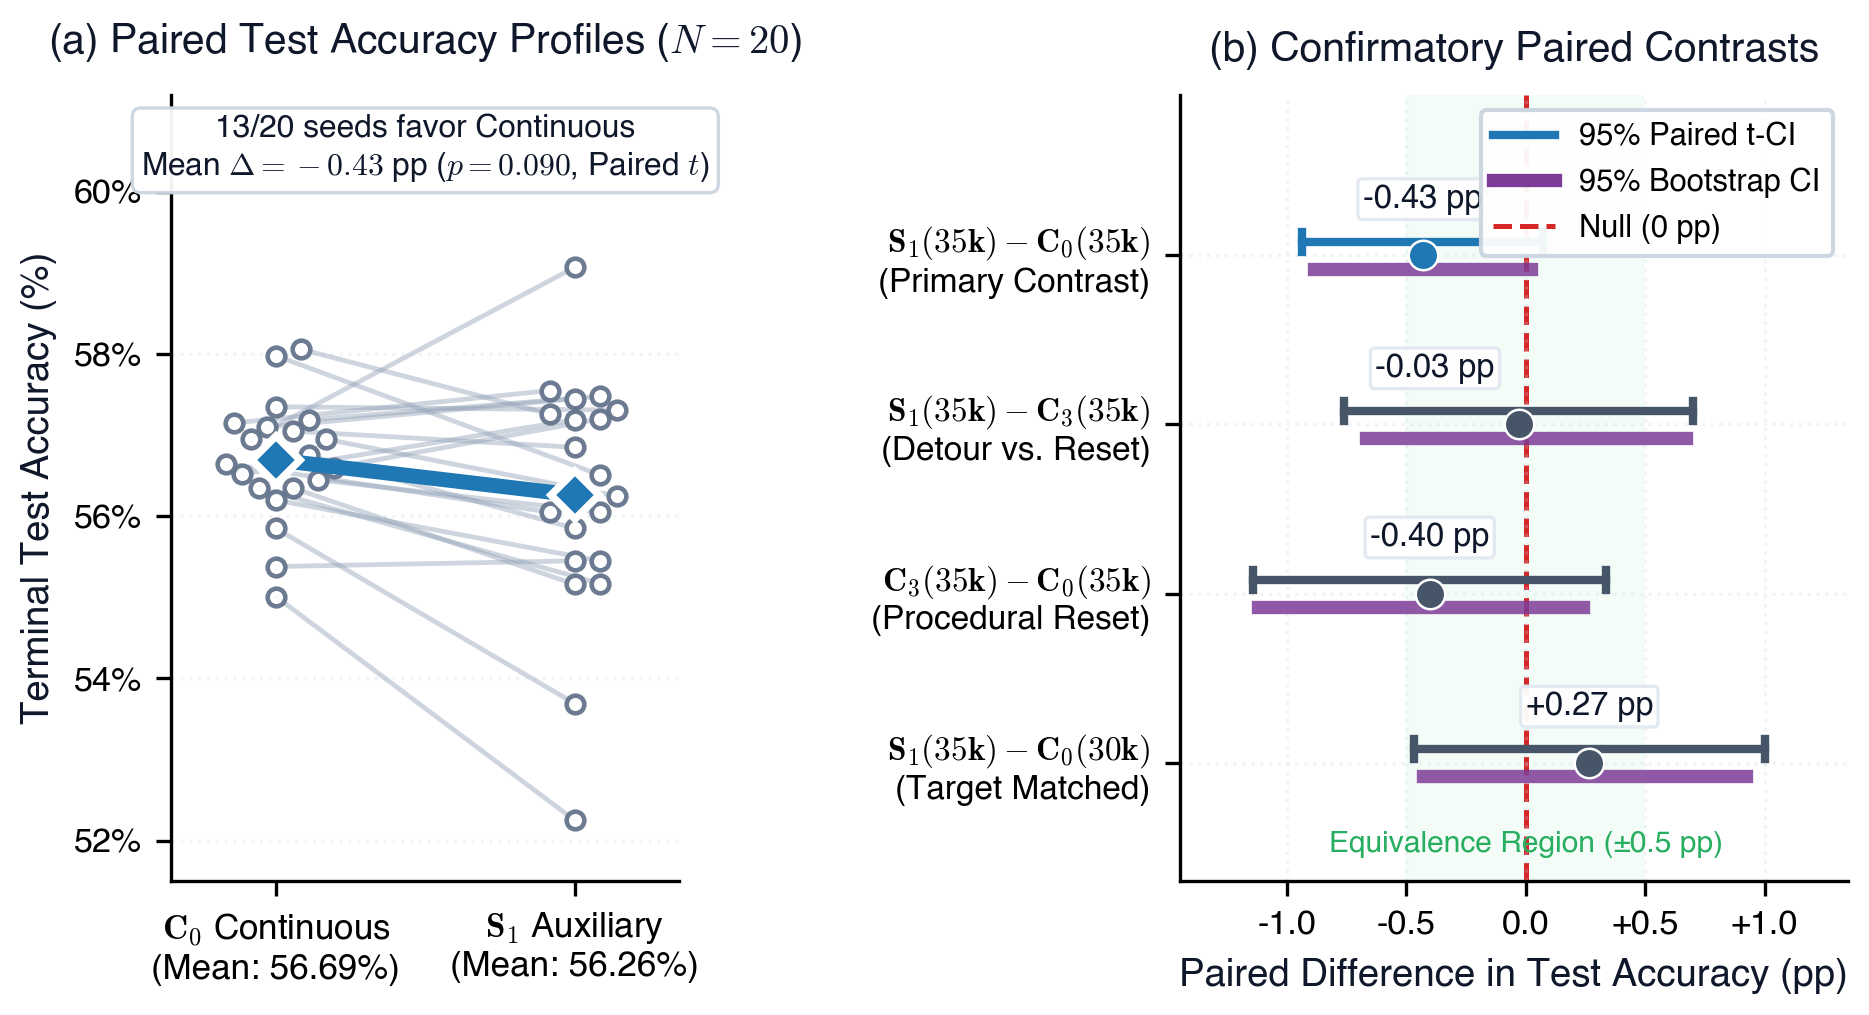 (a) Paired Test Accuracy Profiles (N = 20)
13/20 seeds favor Continuous
Mean Δ = −0.43 pp (p = 0.090, Paired t)
Terminal Test Accuracy (%)
60%
58%
56%
54%
52%
C₀ Continuous
(Mean: 56.69%)
S₁ Auxiliary
(Mean: 56.26%)
(b) Confirmatory Paired Contrasts
95% Paired t-CI
95% Bootstrap CI
Null (0 pp)
S₁(35k) − C₀(35k)
(Primary Contrast)
-0.43 pp
S₁(35k) − C₃(35k)
(Detour vs. Reset)
-0.03 pp
C₃(35k) − C₀(35k)
(Procedural Reset)
-0.40 pp
S₁(35k) − C₀(30k)
(Target Matched)
+0.27 pp
Equivalence Region (±0.5 pp)
-1.0
-0.5
0.0
+0.5
+1.0
Paired Difference in Test Accuracy (pp)